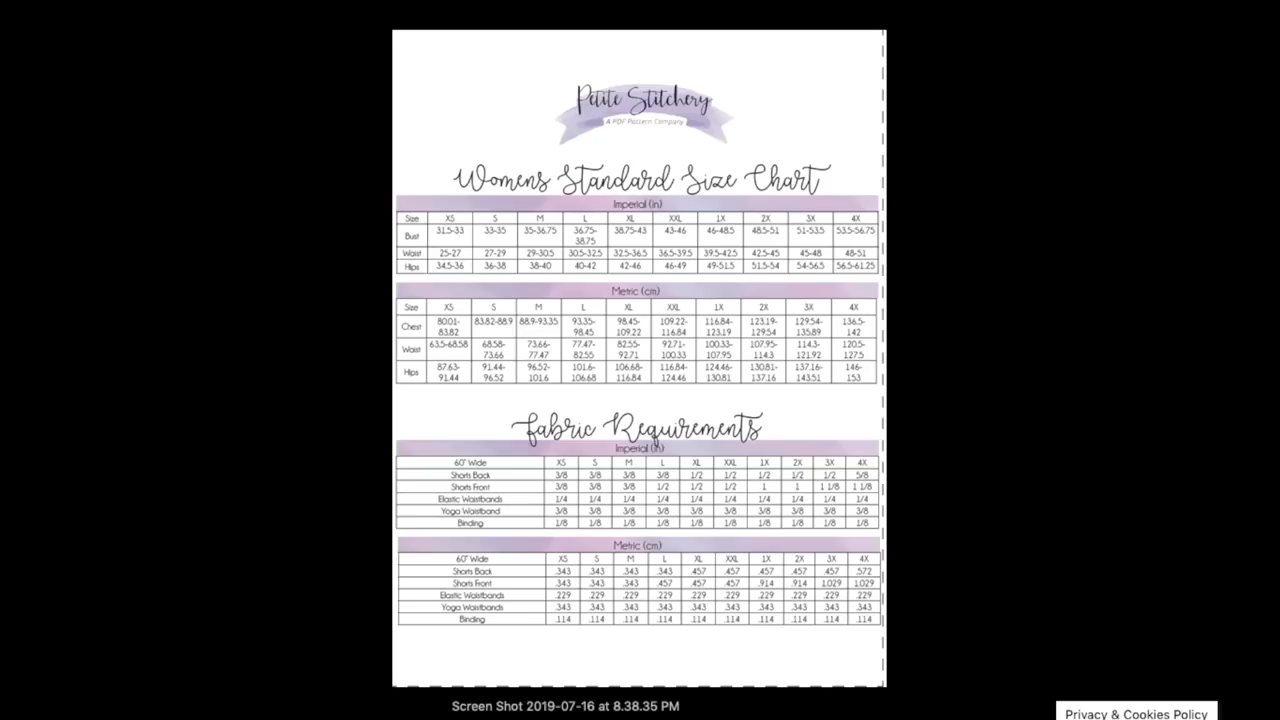 Petite Stitchery
A PDF Pattern Company
Womens Standard Size Chart
Imperial (in)
Size XS S M L XL XXL 1X 2X 3X 4X
Bust 31.5-33 33-35 35-36.75 36.75-38.75 38.75-43 43-46 46-48.5 48.5-51 51-53.5 53.5-56.75
Waist 25-27 27-29 29-30.5 30.5-32.5 32.5-36.5 36.5-39.5 39.5-42.5 42.5-45 45-48 48-51
Hips 34.5-36 36-38 38-40 40-42 42-46 46-49 49-51.5 51.5-54 54-56.5 56.5-61.25
Metric (cm)
Size XS S M L XL XXL 1X 2X 3X 4X
Chest 80.01-83.82 83.82-88.9 88.9-93.35 93.35-98.45 98.45-109.22 109.22-116.84 116.84-123.19 123.19-129.54 129.54-135.89 136.5-142
Waist 63.5-68.58 68.58-73.66 73.66-77.47 77.47-82.55 82.55-92.71 92.71-100.33 100.33-107.95 107.95-114.3 114.3-121.92 120.5-127.5
Hips 87.63-91.44 91.44-96.52 96.52-101.6 101.6-106.68 106.68-116.84 116.84-124.46 124.46-130.81 130.81-137.16 137.16-143.51 146-153
Fabric Requirements
Imperial (in)
60" Wide XS S M L XL XXL 1X 2X 3X 4X
Shorts Back 3/8 3/8 3/8 3/8 1/2 1/2 1/2 1/2 1/2 5/8
Shorts Front 3/8 3/8 3/8 1/2 1/2 1/2 1 1 1 1/8 1 1/8
Elastic Waistbands 1/4 1/4 1/4 1/4 1/4 1/4 1/4 1/4 1/4 1/4
Yoga Waistband 3/8 3/8 3/8 3/8 3/8 3/8 3/8 3/8 3/8 3/8
Binding 1/8 1/8 1/8 1/8 1/8 1/8 1/8 1/8 1/8 1/8
Metric (cm)
60" Wide XS S M L XL XXL 1X 2X 3X 4X
Shorts Back .343 .343 .343 .343 .457 .457 .457 .457 .457 .572
Shorts Front .343 .343 .343 .457 .457 .457 .914 .914 1.029 1.029
Elastic Waistbands .229 .229 .229 .229 .229 .229 .229 .229 .229 .229
Yoga Waistbands .343 .343 .343 .343 .343 .343 .343 .343 .343 .343
Binding .114 .114 .114 .114 .114 .114 .114 .114 .114 .114
Screen Shot 2019-07-16 at 8.38.35 PM
Privacy & Cookies Policy